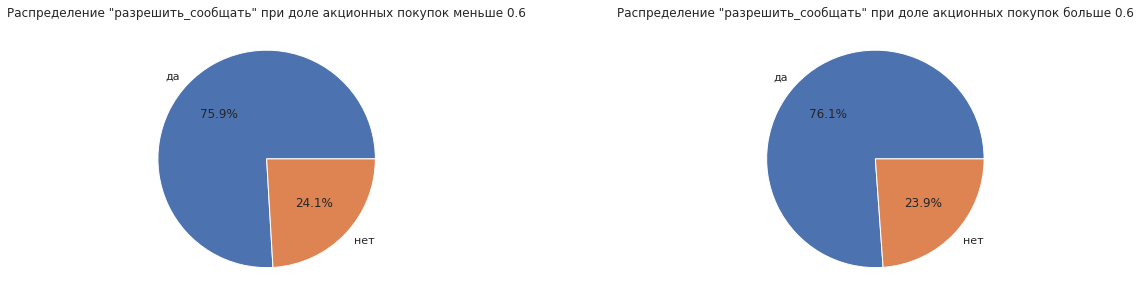 Распределение "разрешить_сообщать" при доле акционных покупок меньше 0.6
да
75.9%
24.1%
нет
Распределение "разрешить_сообщать" при доле акционных покупок больше 0.6
да
76.1%
23.9%
нет